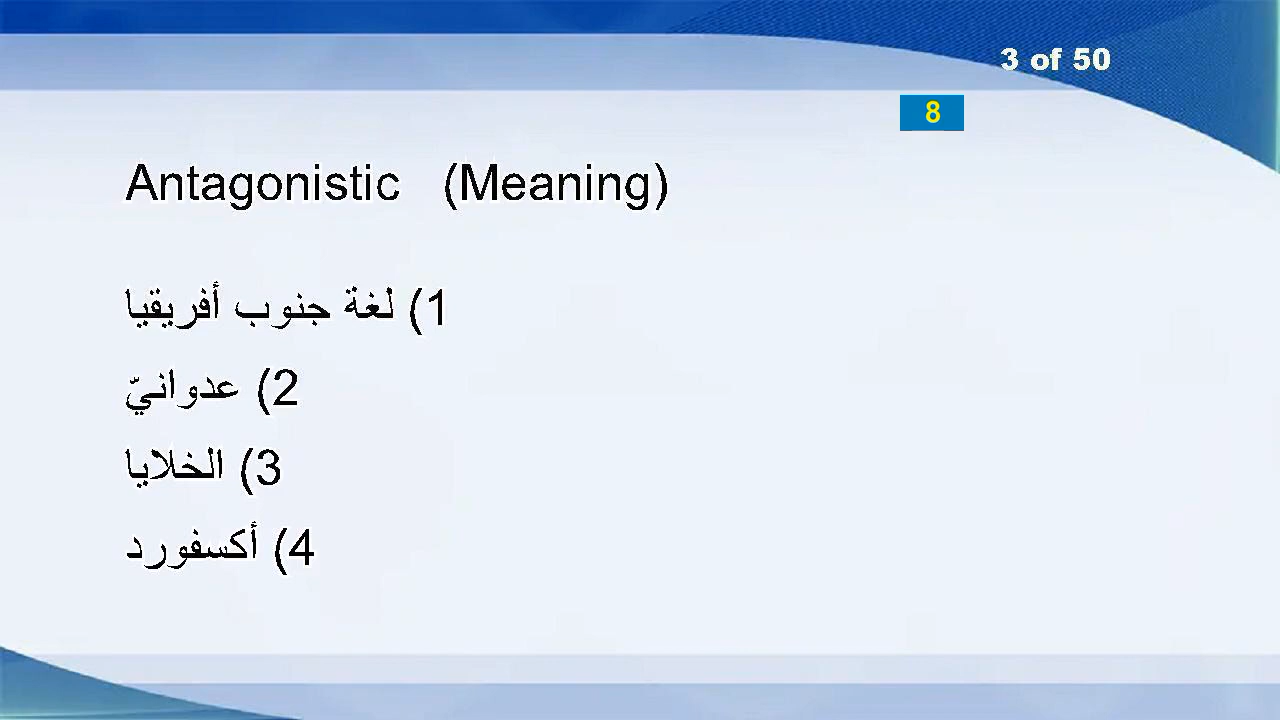 3 of 50
8
Antagonistic (Meaning)
1) لغة جنوب أفريقيا
2) عدوانيّ
3) الخلايا
4) أكسفورد